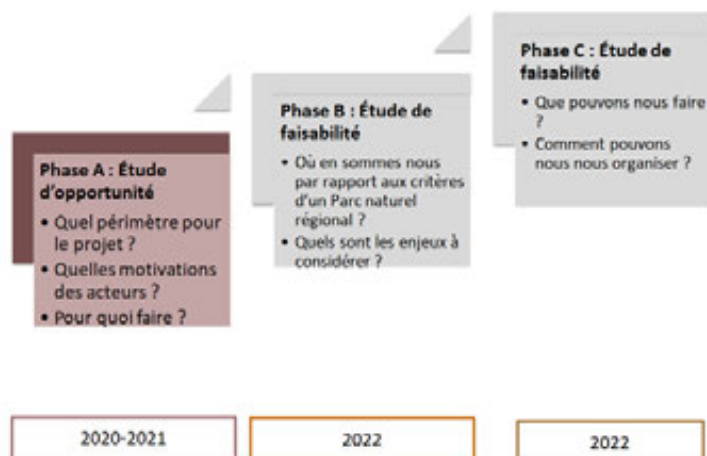 Phase A : Étude
d'opportunité
• Quel périmètre pour
le projet ?
• Quelles motivations
des acteurs ?
• Pour quoi faire ?
Phase B : Étude de
faisabilité
• Où en sommes nous
par rapport aux critères
d'un Parc naturel
régional ?
• Quels sont les enjeux à
considérer ?
Phase C : Étude de
faisabilité
• Que pouvons nous faire
?
• Comment pouvons
nous nous organiser ?
2020-2021
2022
2022